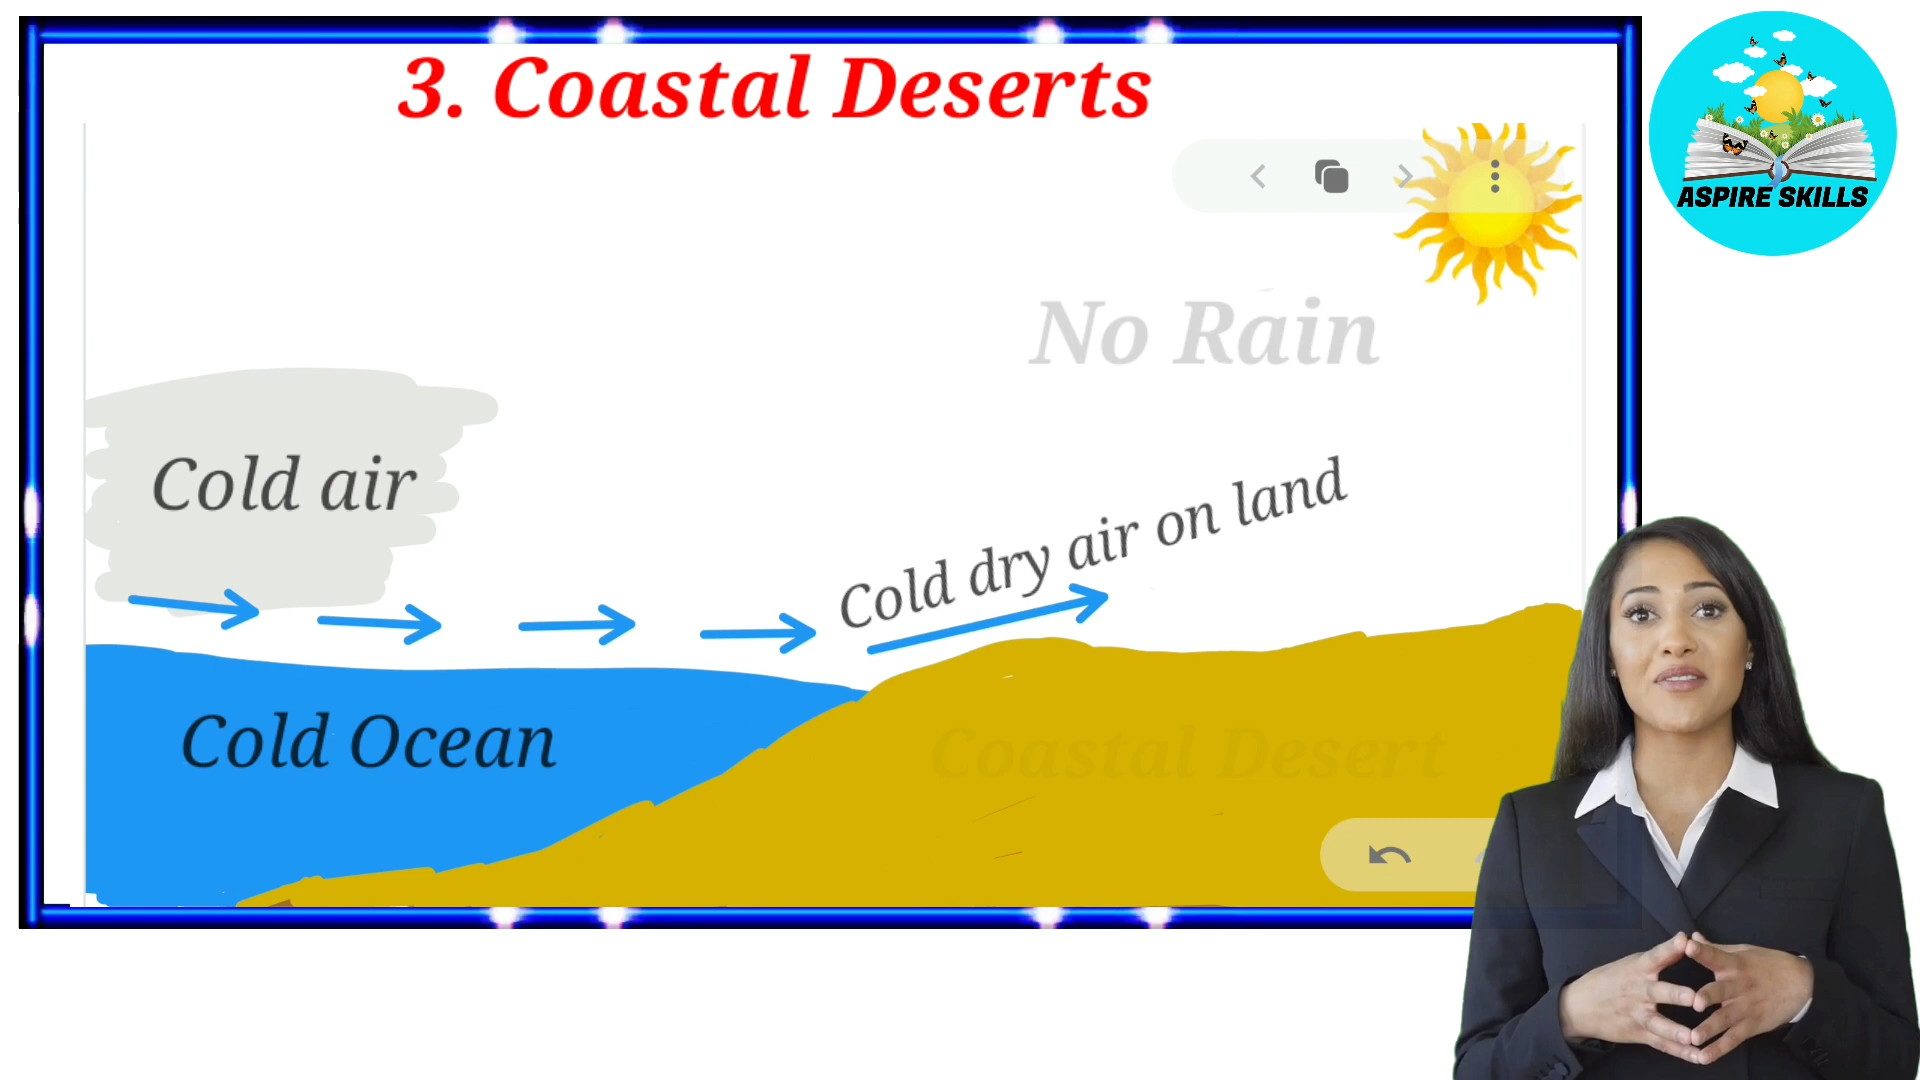 3. Coastal Deserts
ASPIRE SKILLS
No Rain
Cold air
Cold dry air on land
Cold Ocean
Coastal Desert